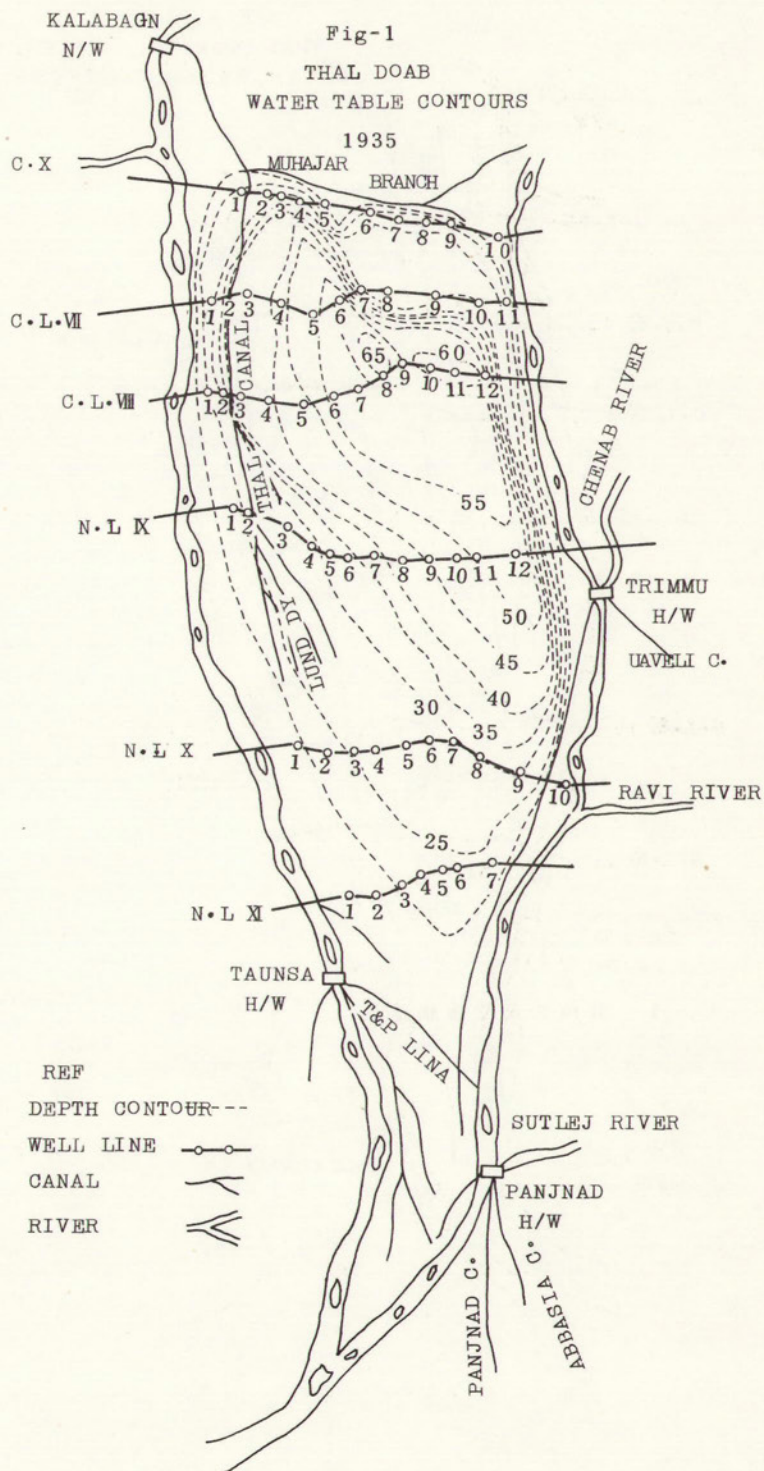 KALABAGN
N/W
Fig-1
THAL DOAB
WATER TABLE CONTOURS
1935
MUHAJAR
BRANCH
C.X
1 2 3 4 5 6 7 8 9 10
C.L.VII
1 2 3 4 5 6 7 8 9 10 11
CANAL
65 60
C.L.VIII
1 2 3 4 5 6 7 8 9 10 11 12
CHENAB RIVER
THAL
55
N.L IX
1 2 3 4 5 6 7 8 9 10 11 12
TRIMMU
H/W
50
LUND DY
45
UAVELI C.
40
30
35
N.L X
1 2 3 4 5 6 7 8 9 10
RAVI RIVER
25
N.L XI
1 2 3 4 5 6 7
TAUNSA
H/W
T&P LINA
REF
DEPTH CONTOUR
WELL LINE
CANAL
RIVER
SUTLEJ RIVER
PANJNAD
H/W
PANJNAD C.
ABBASIA C.